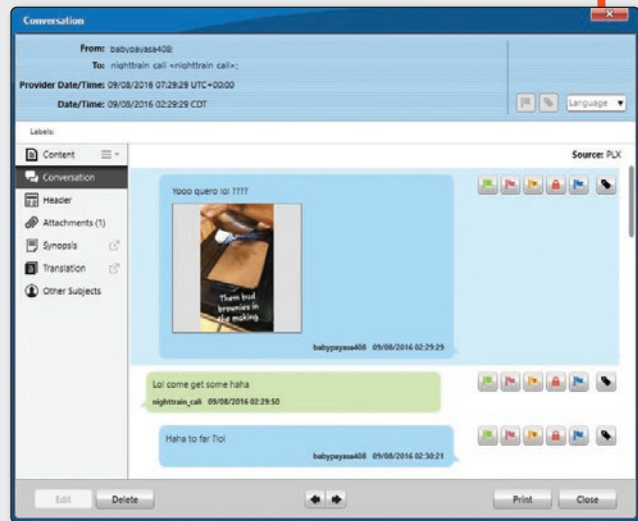 Conversation
From: babypayasa408;
To: nighttrain cali <nighttrain cali>;
Provider Date/Time: 09/08/2016 07:29:29 UTC+00:00
Date/Time: 09/08/2016 02:29:29 CDT
Language
Labels:
Content
Source: PLX
Conversation
Header
Attachments (1)
Synopsis
Translation
Other Subjects
Yooo quero lol ????
Them bud
brownies in
the making
babypayasa408 09/08/2016 02:29:29
Lol come get some haha
nighttrain_cali 09/08/2016 02:29:50
Haha to far
babypayasa408 09/08/2016 02:30:21
Edit
Delete
Print
Close